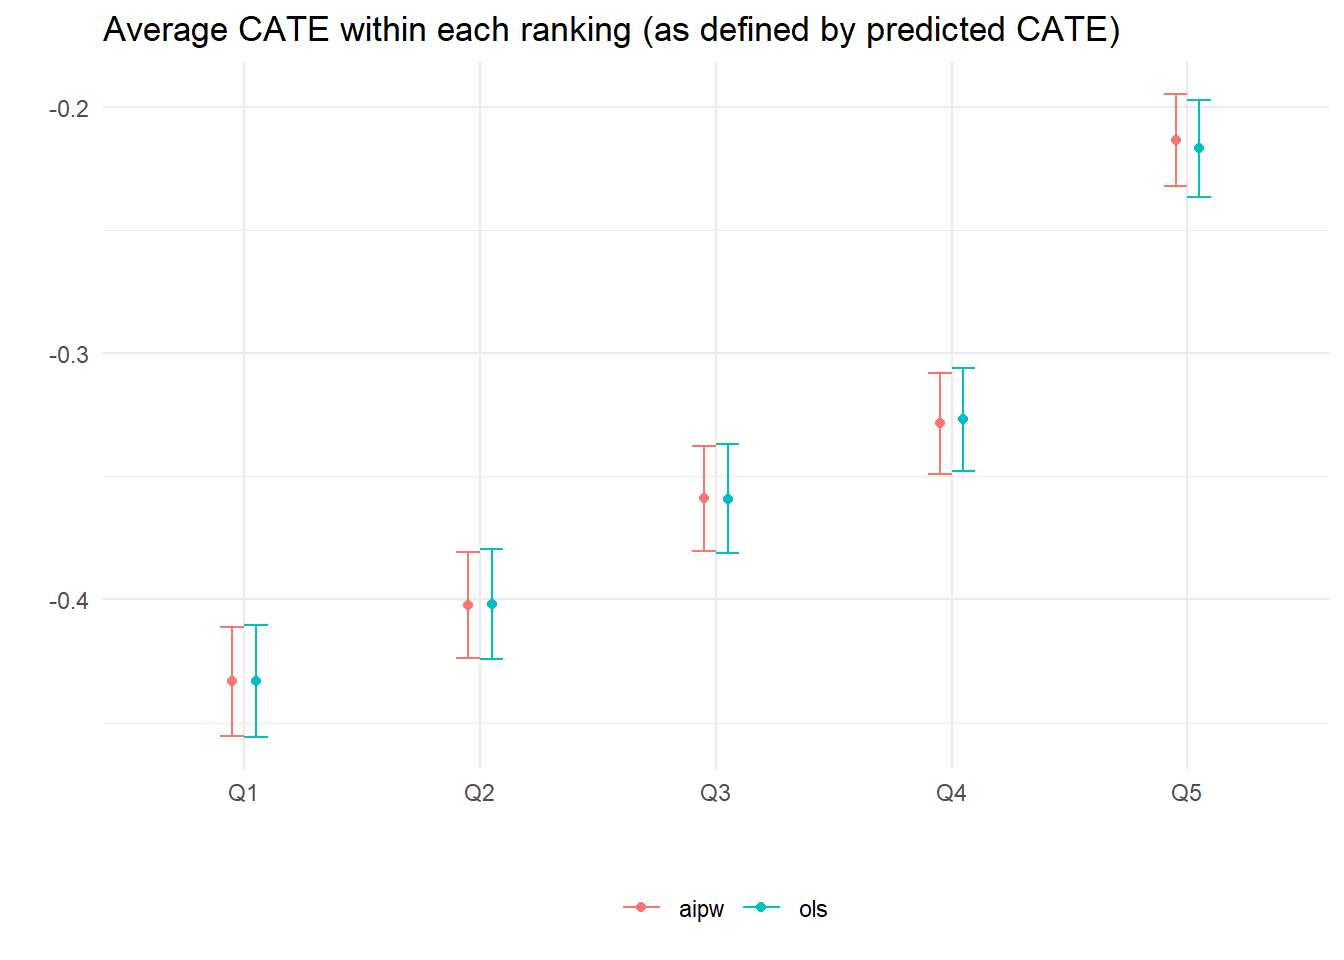 Average CATE within each ranking (as defined by predicted CATE)
-0.2
-0.3
-0.4
Q1 Q2 Q3 Q4 Q5
aipw ols